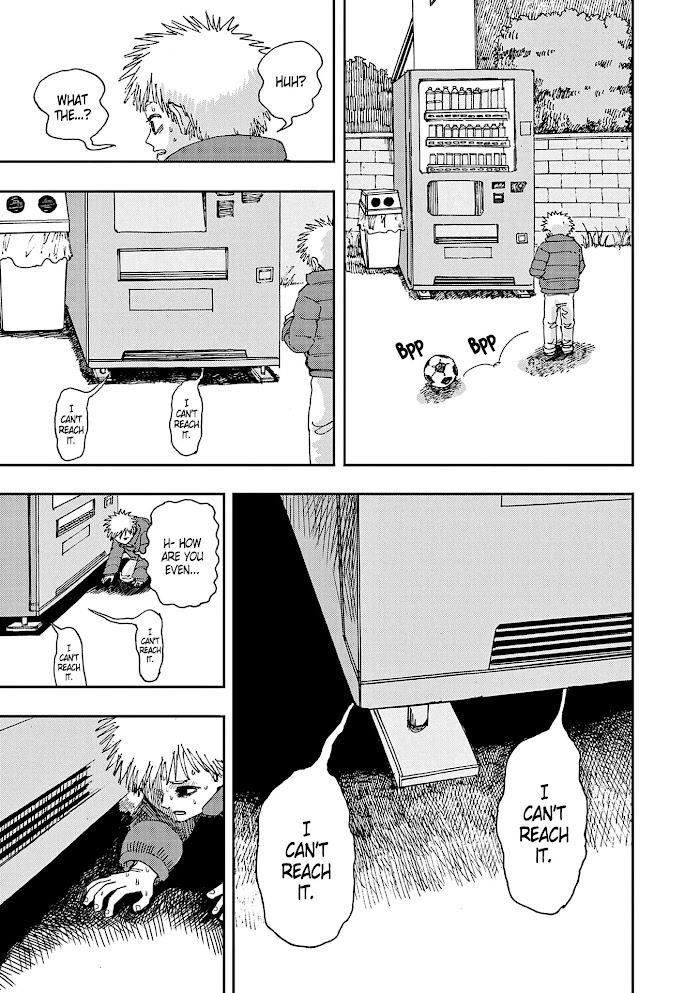 BPP
BPP
HUH?
WHAT
THE...?
I
CAN'T
REACH
IT.
I
CAN'T
REACH
IT.
I
CAN'T
REACH
IT.
I
CAN'T
REACH
IT.
H- HOW
ARE YOU
EVEN...
I
CAN'T
REACH
IT.
I
CAN'T
REACH
IT.